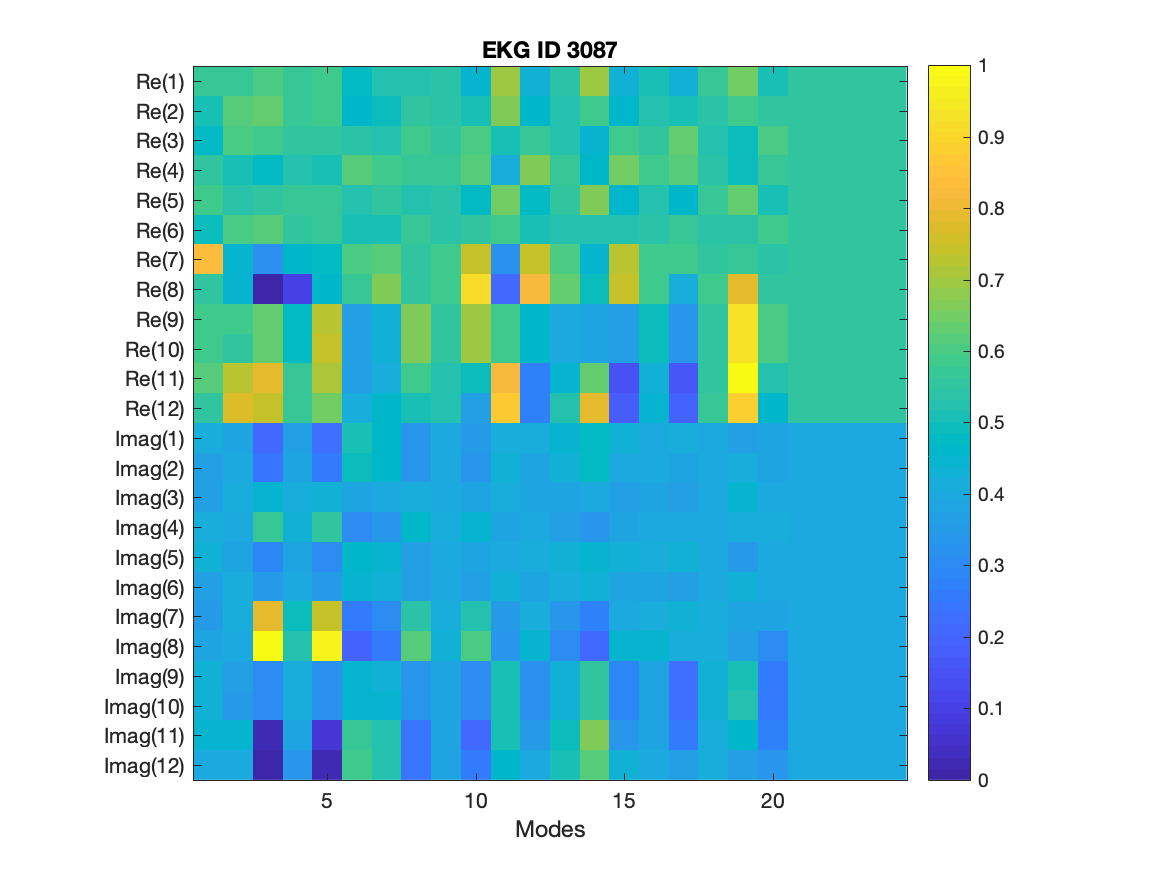 EKG ID 3087
Re(1)
Re(2)
Re(3)
Re(4)
Re(5)
Re(6)
Re(7)
Re(8)
Re(9)
Re(10)
Re(11)
Re(12)
Imag(1)
Imag(2)
Imag(3)
Imag(4)
Imag(5)
Imag(6)
Imag(7)
Imag(8)
Imag(9)
Imag(10)
Imag(11)
Imag(12)
5 10 15 20
Modes
1
0.9
0.8
0.7
0.6
0.5
0.4
0.3
0.2
0.1
0